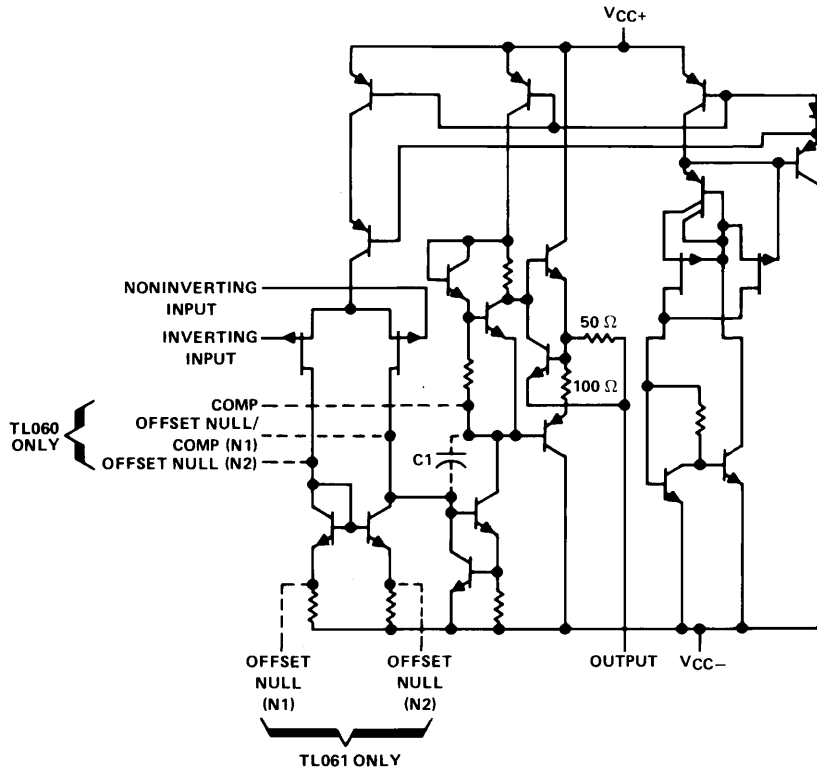 VCC+
NONINVERTING
INPUT
INVERTING
INPUT
50 Ω
100 Ω
TL060
ONLY
COMP
OFFSET NULL/
COMP (N1)
OFFSET NULL (N2)
C1
OFFSET
NULL
(N1)
OFFSET
NULL
(N2)
OUTPUT
VCC−
TL061 ONLY